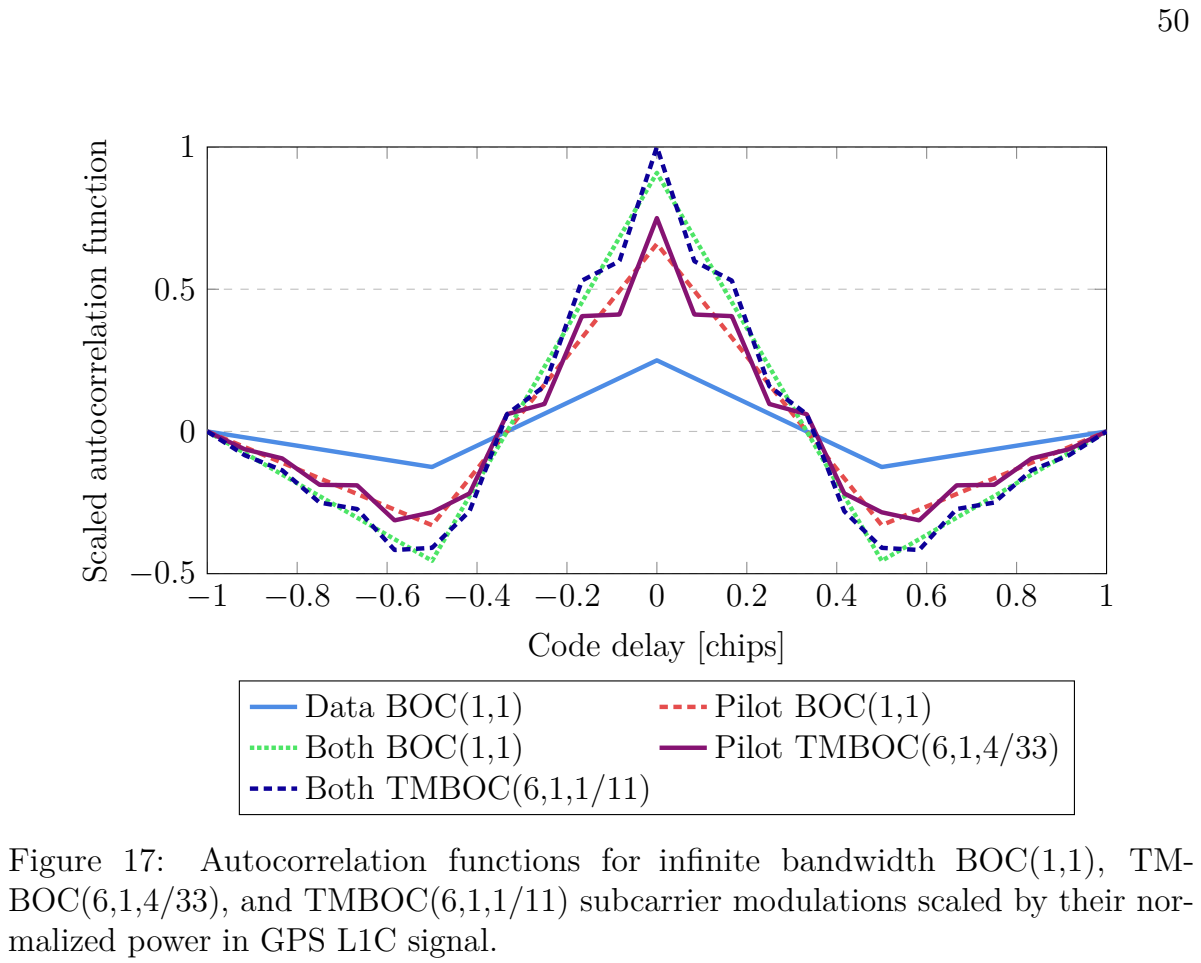 50
Scaled autocorrelation function
1
0.5
0
−0.5
−1 −0.8 −0.6 −0.4 −0.2 0 0.2 0.4 0.6 0.8 1
Code delay [chips]
Data BOC(1,1) Pilot BOC(1,1)
Both BOC(1,1) Pilot TMBOC(6,1,4/33)
Both TMBOC(6,1,1/11)
Figure 17: Autocorrelation functions for infinite bandwidth BOC(1,1), TM-
BOC(6,1,4/33), and TMBOC(6,1,1/11) subcarrier modulations scaled by their nor-
malized power in GPS L1C signal.